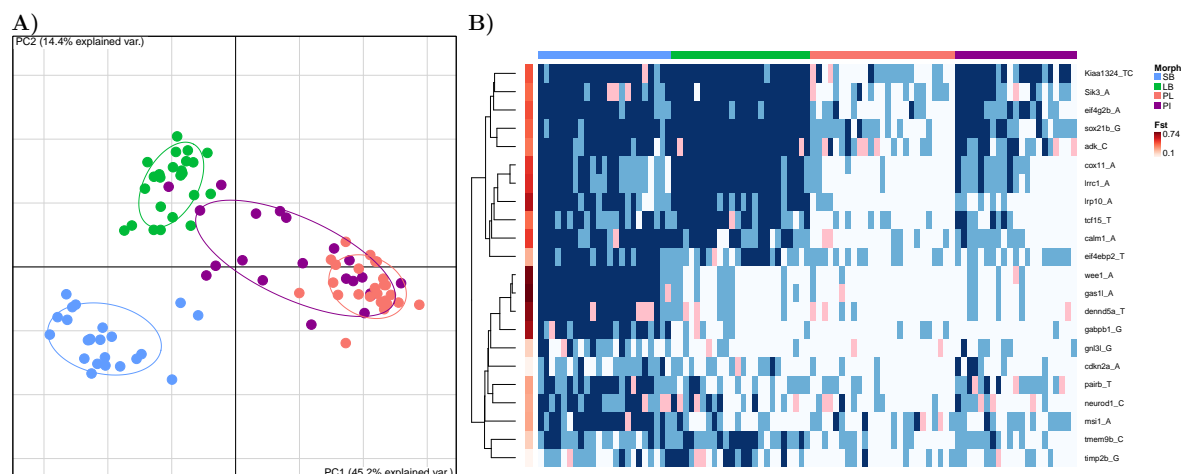 A)
PC2 (14.4% explained var.)
PC1 (45.2% explained var.)
B)
Kiaa1324_TC
Sik3_A
eif4g2b_A
sox21b_G
adk_C
cox11_A
lrrc1_A
lrp10_A
tcf15_T
calm1_A
eif4ebp2_T
wee1_A
gas1l_A
dennd5a_T
gabpb1_G
gnl3l_G
cdkn2a_A
pairb_T
neurod1_C
msi1_A
tmem9b_C
timp2b_G
Morph
SB
LB
PL
PI
Fst
0.74
0.1